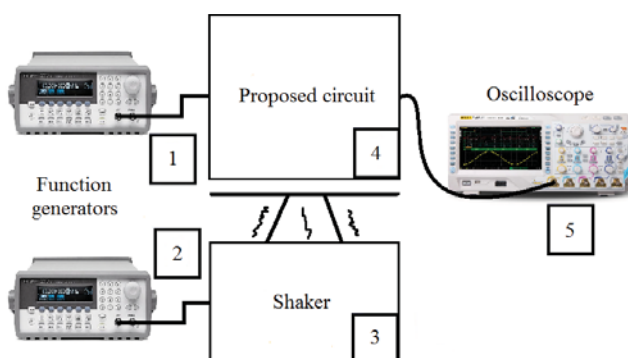 Proposed circuit
Oscilloscope
1
4
Function
generators
2
5
Shaker
3